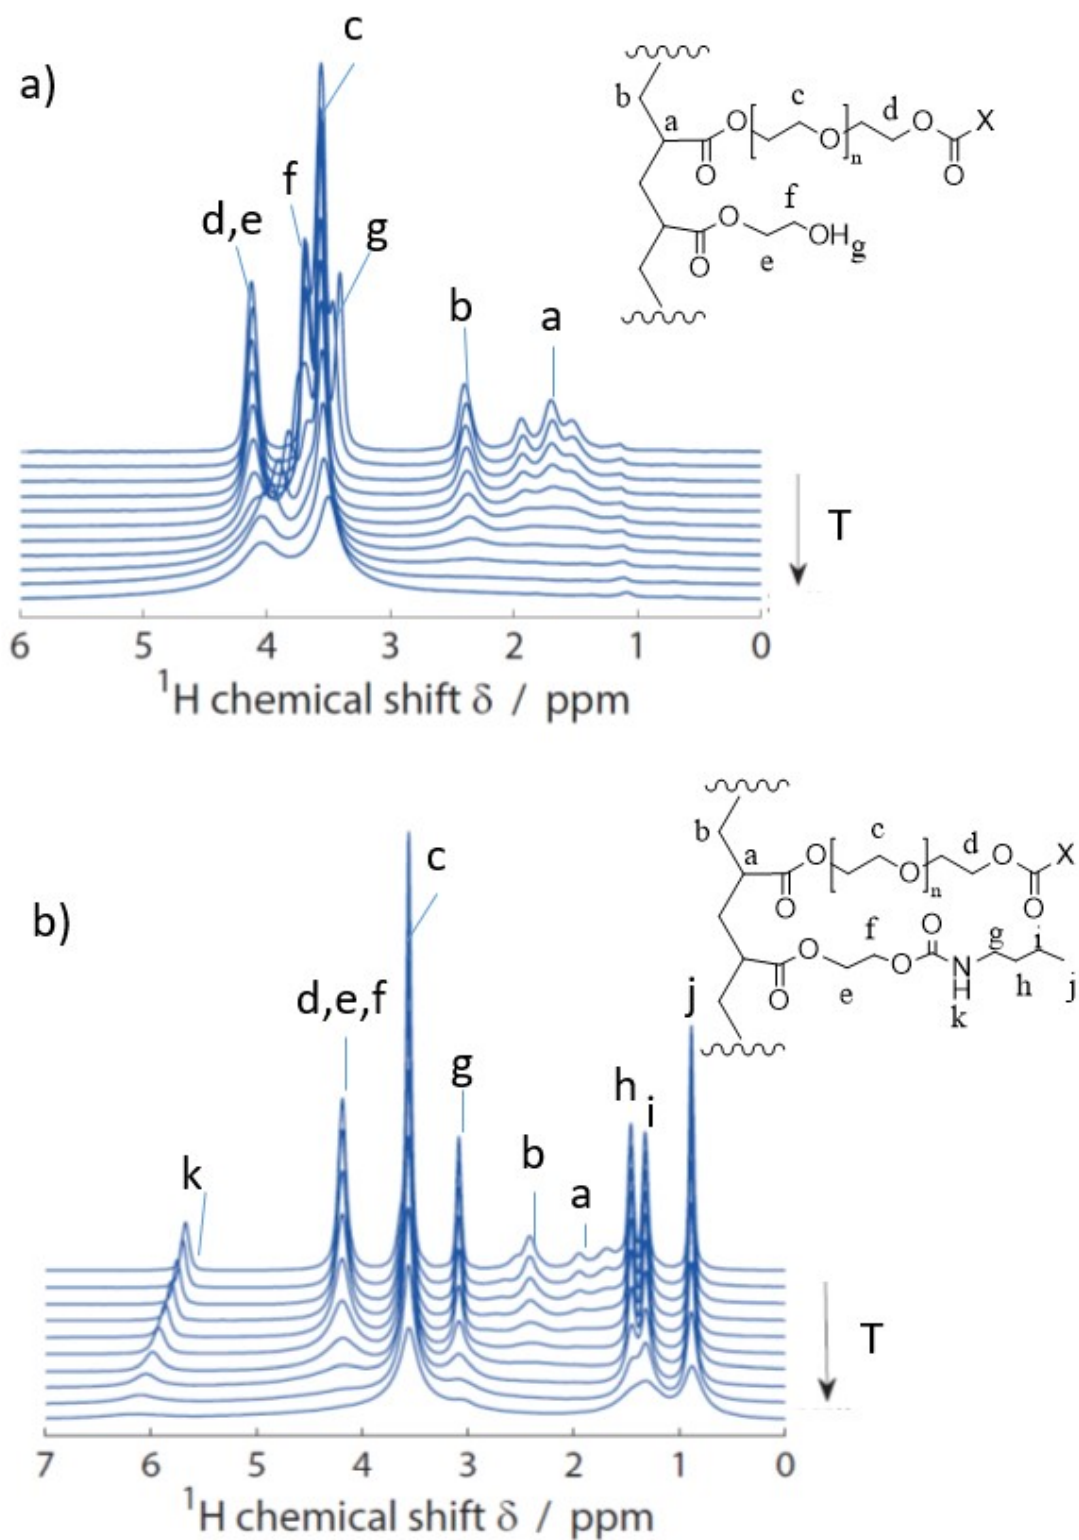 a)
c
f
d,e
g
b
a
b
a
O
c
O
n
d
O
X
O
O
O
f
OH
g
O
e
T
6 5 4 3 2 1 0
¹H chemical shift δ / ppm
b)
c
d,e,f
g
j
h
i
b
a
k
b
a
O
c
O
n
d
O
X
O
O
O
f
O
O
N
H
k
g
h
i
j
O
e
T
7 6 5 4 3 2 1 0
¹H chemical shift δ / ppm